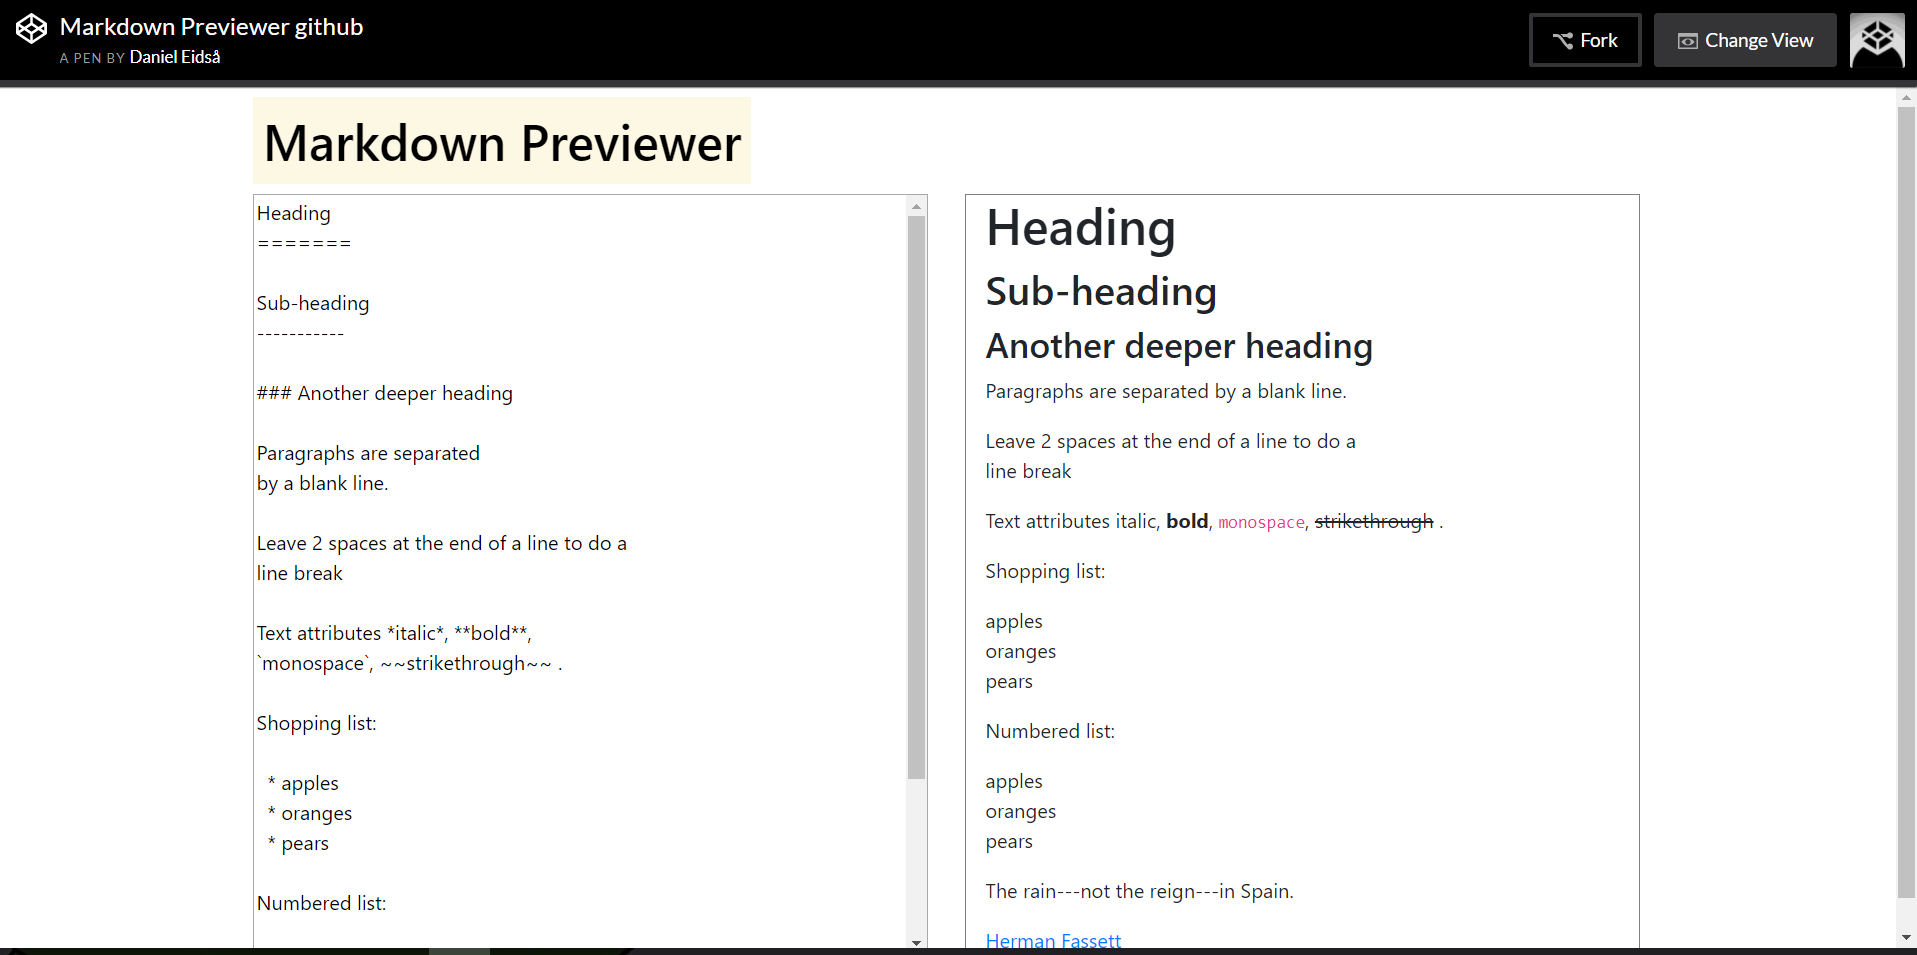 Markdown Previewer github
A PEN BY Daniel Eidså
Fork
Change View
Markdown Previewer
Heading
=======
Sub-heading
-----------
### Another deeper heading
Paragraphs are separated
by a blank line.
Leave 2 spaces at the end of a line to do a
line break
Text attributes *italic*, **bold**,
`monospace`, ~~strikethrough~~ .
Shopping list:
* apples
* oranges
* pears
Numbered list:
Heading
Sub-heading
Another deeper heading
Paragraphs are separated by a blank line.
Leave 2 spaces at the end of a line to do a
line break
Text attributes italic, bold, monospace, strikethrough .
Shopping list:
apples
oranges
pears
Numbered list:
apples
oranges
pears
The rain---not the reign---in Spain.
Herman Fassett